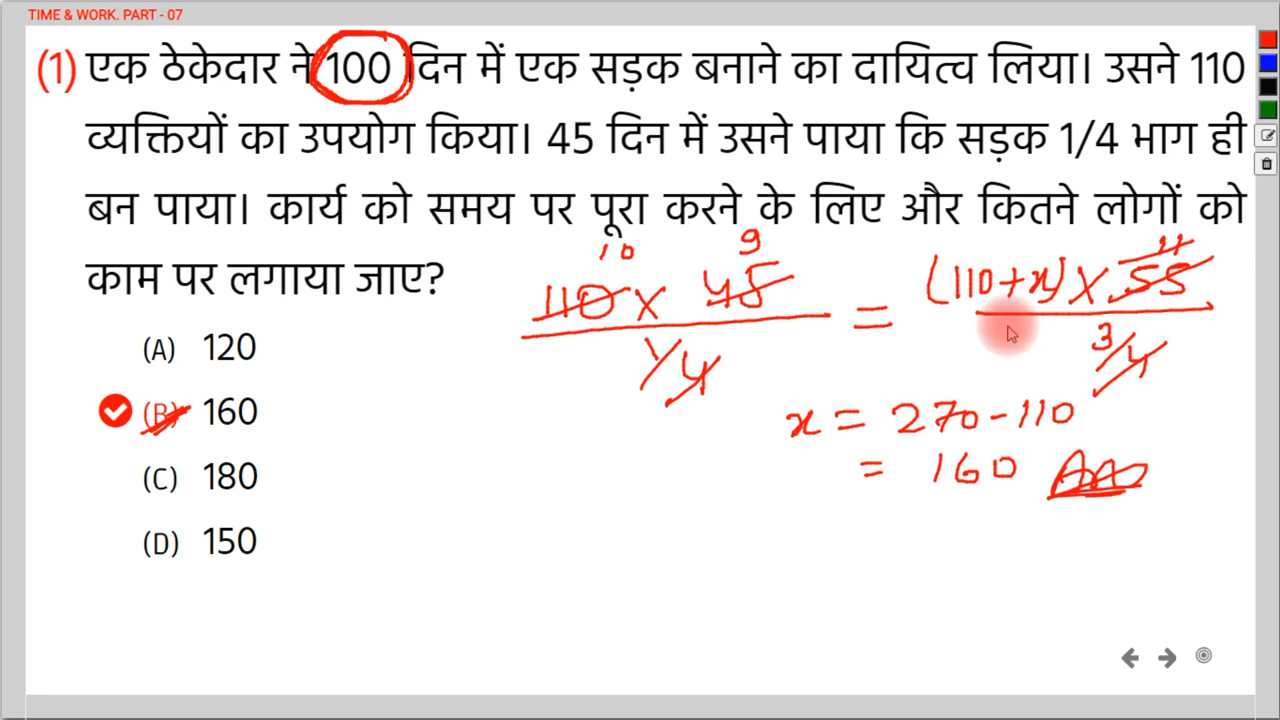 TIME & WORK. PART - 07
(1) एक ठेकेदार ने 100 दिन में एक सड़क बनाने का दायित्व लिया। उसने 110
व्यक्तियों का उपयोग किया। 45 दिन में उसने पाया कि सड़क 1/4 भाग ही
बन पाया। कार्य को समय पर पूरा करने के लिए और कितने लोगों को
काम पर लगाया जाए?
10 9 11
110 × 45 = (110+x) × 55
1/4 3/4
(A) 120
(B) 160
x = 270 - 110
= 160
(C) 180
(D) 150